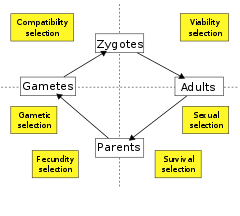 Compatibility
selection
Viability
selection
Zygotes
Gametes
Adults
Gametic
selection
Sexual
selection
Parents
Fecundity
selection
Survival
selection